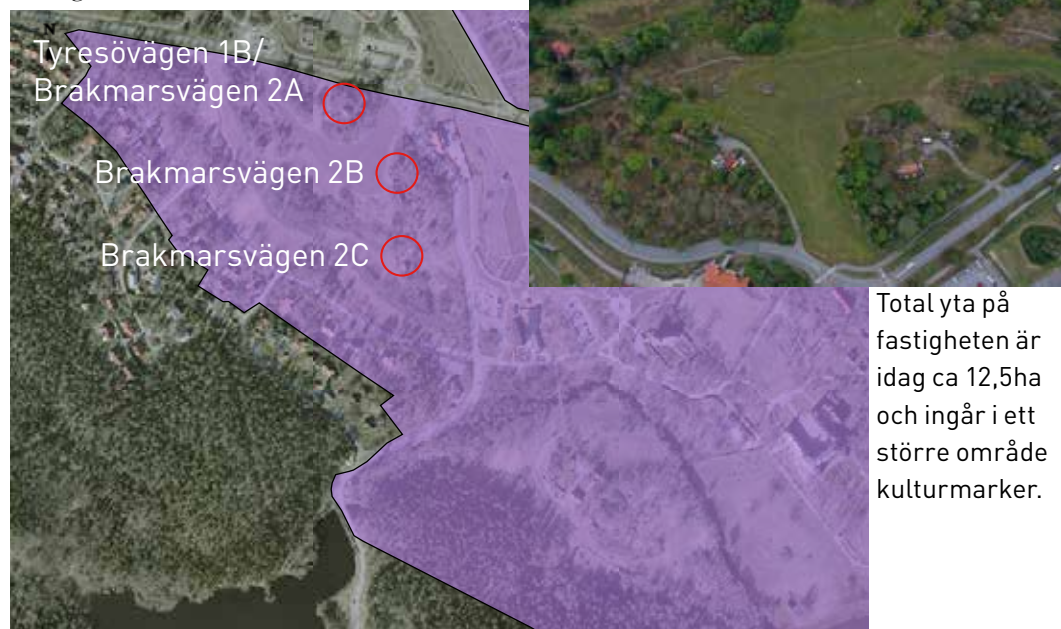 Tyresövägen 1B/
Brakmarsvägen 2A
Brakmarsvägen 2B
Brakmarsvägen 2C
Total yta på
fastigheten är
idag ca 12,5ha
och ingår i ett
större område
kulturmarker.